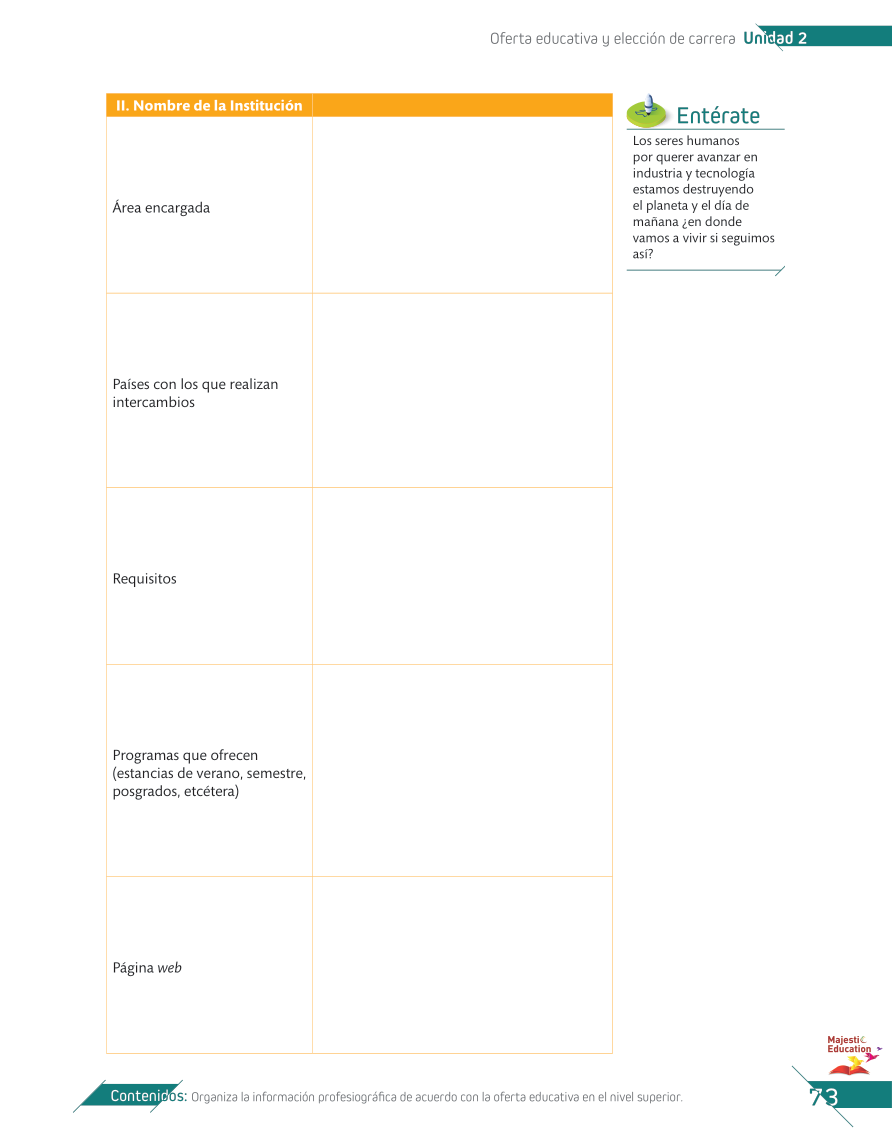 Oferta educativa y elección de carrera Unidad 2
II. Nombre de la Institución
Área encargada
Países con los que realizan
intercambios
Requisitos
Programas que ofrecen
(estancias de verano, semestre,
posgrados, etcétera)
Página web
Entérate
Los seres humanos
por querer avanzar en
industria y tecnología
estamos destruyendo
el planeta y el día de
mañana ¿en donde
vamos a vivir si seguimos
así?
Majestic
Education
Contenidos: Organiza la información profesiográfica de acuerdo con la oferta educativa en el nivel superior.
73